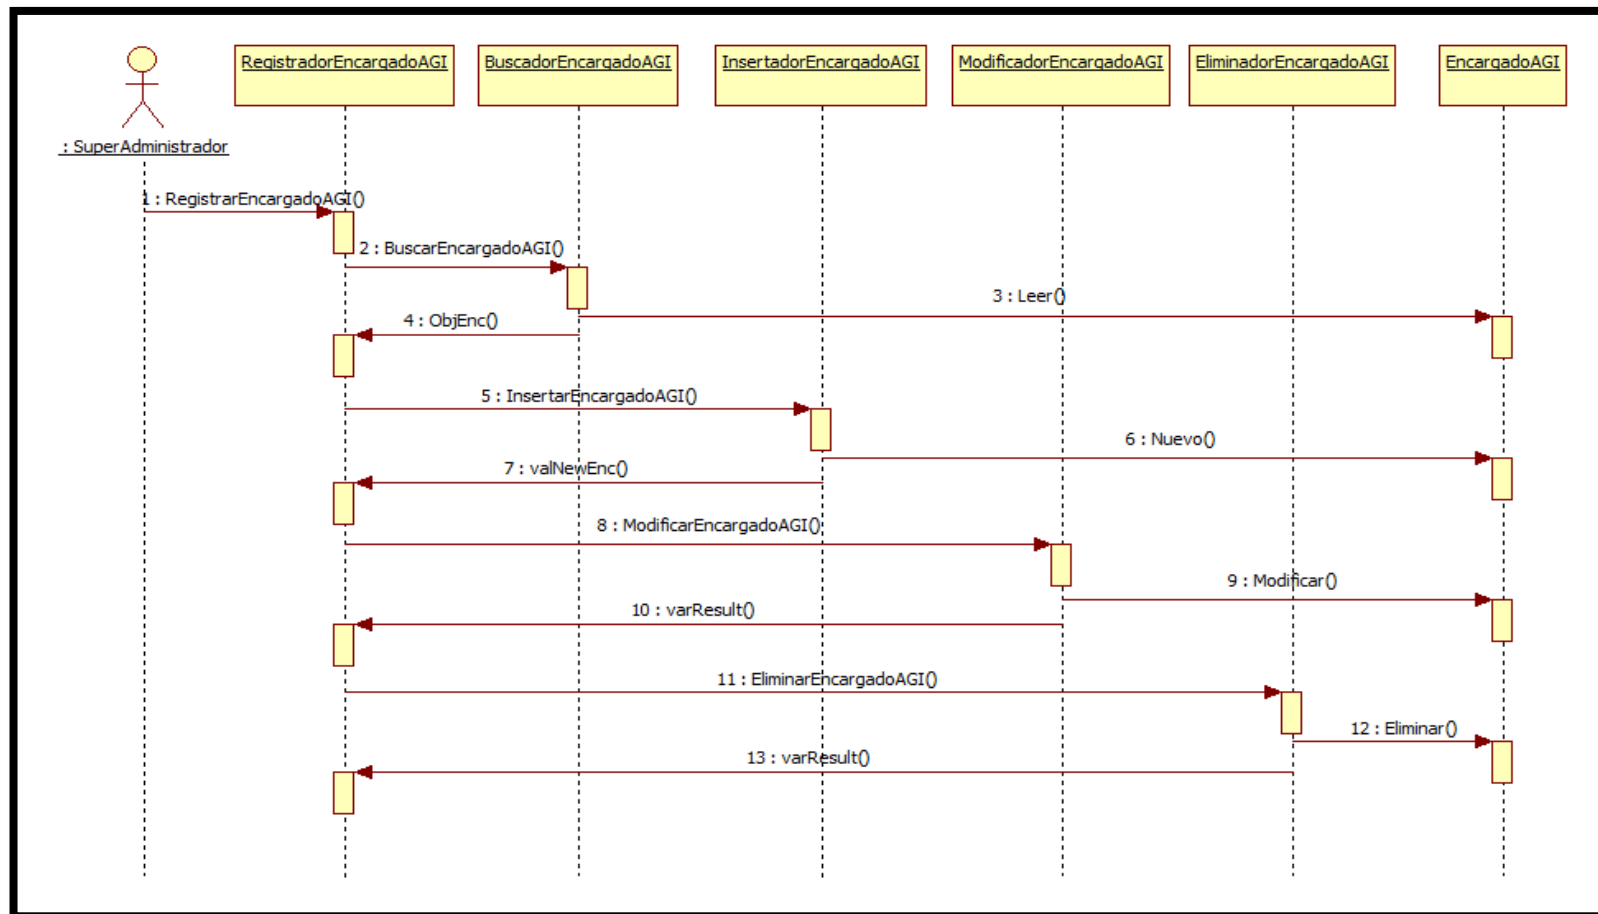 RegistradorEncargadoAGI
BuscadorEncargadoAGI
InsertadorEncargadoAGI
ModificadorEncargadoAGI
EliminadorEncargadoAGI
EncargadoAGI
: SuperAdministrador
1 : RegistrarEncargadoAGI()
2 : BuscarEncargadoAGI()
3 : Leer()
4 : ObjEnc()
5 : InsertarEncargadoAGI()
6 : Nuevo()
7 : valNewEnc()
8 : ModificarEncargadoAGI()
9 : Modificar()
10 : varResult()
11 : EliminarEncargadoAGI()
12 : Eliminar()
13 : varResult()